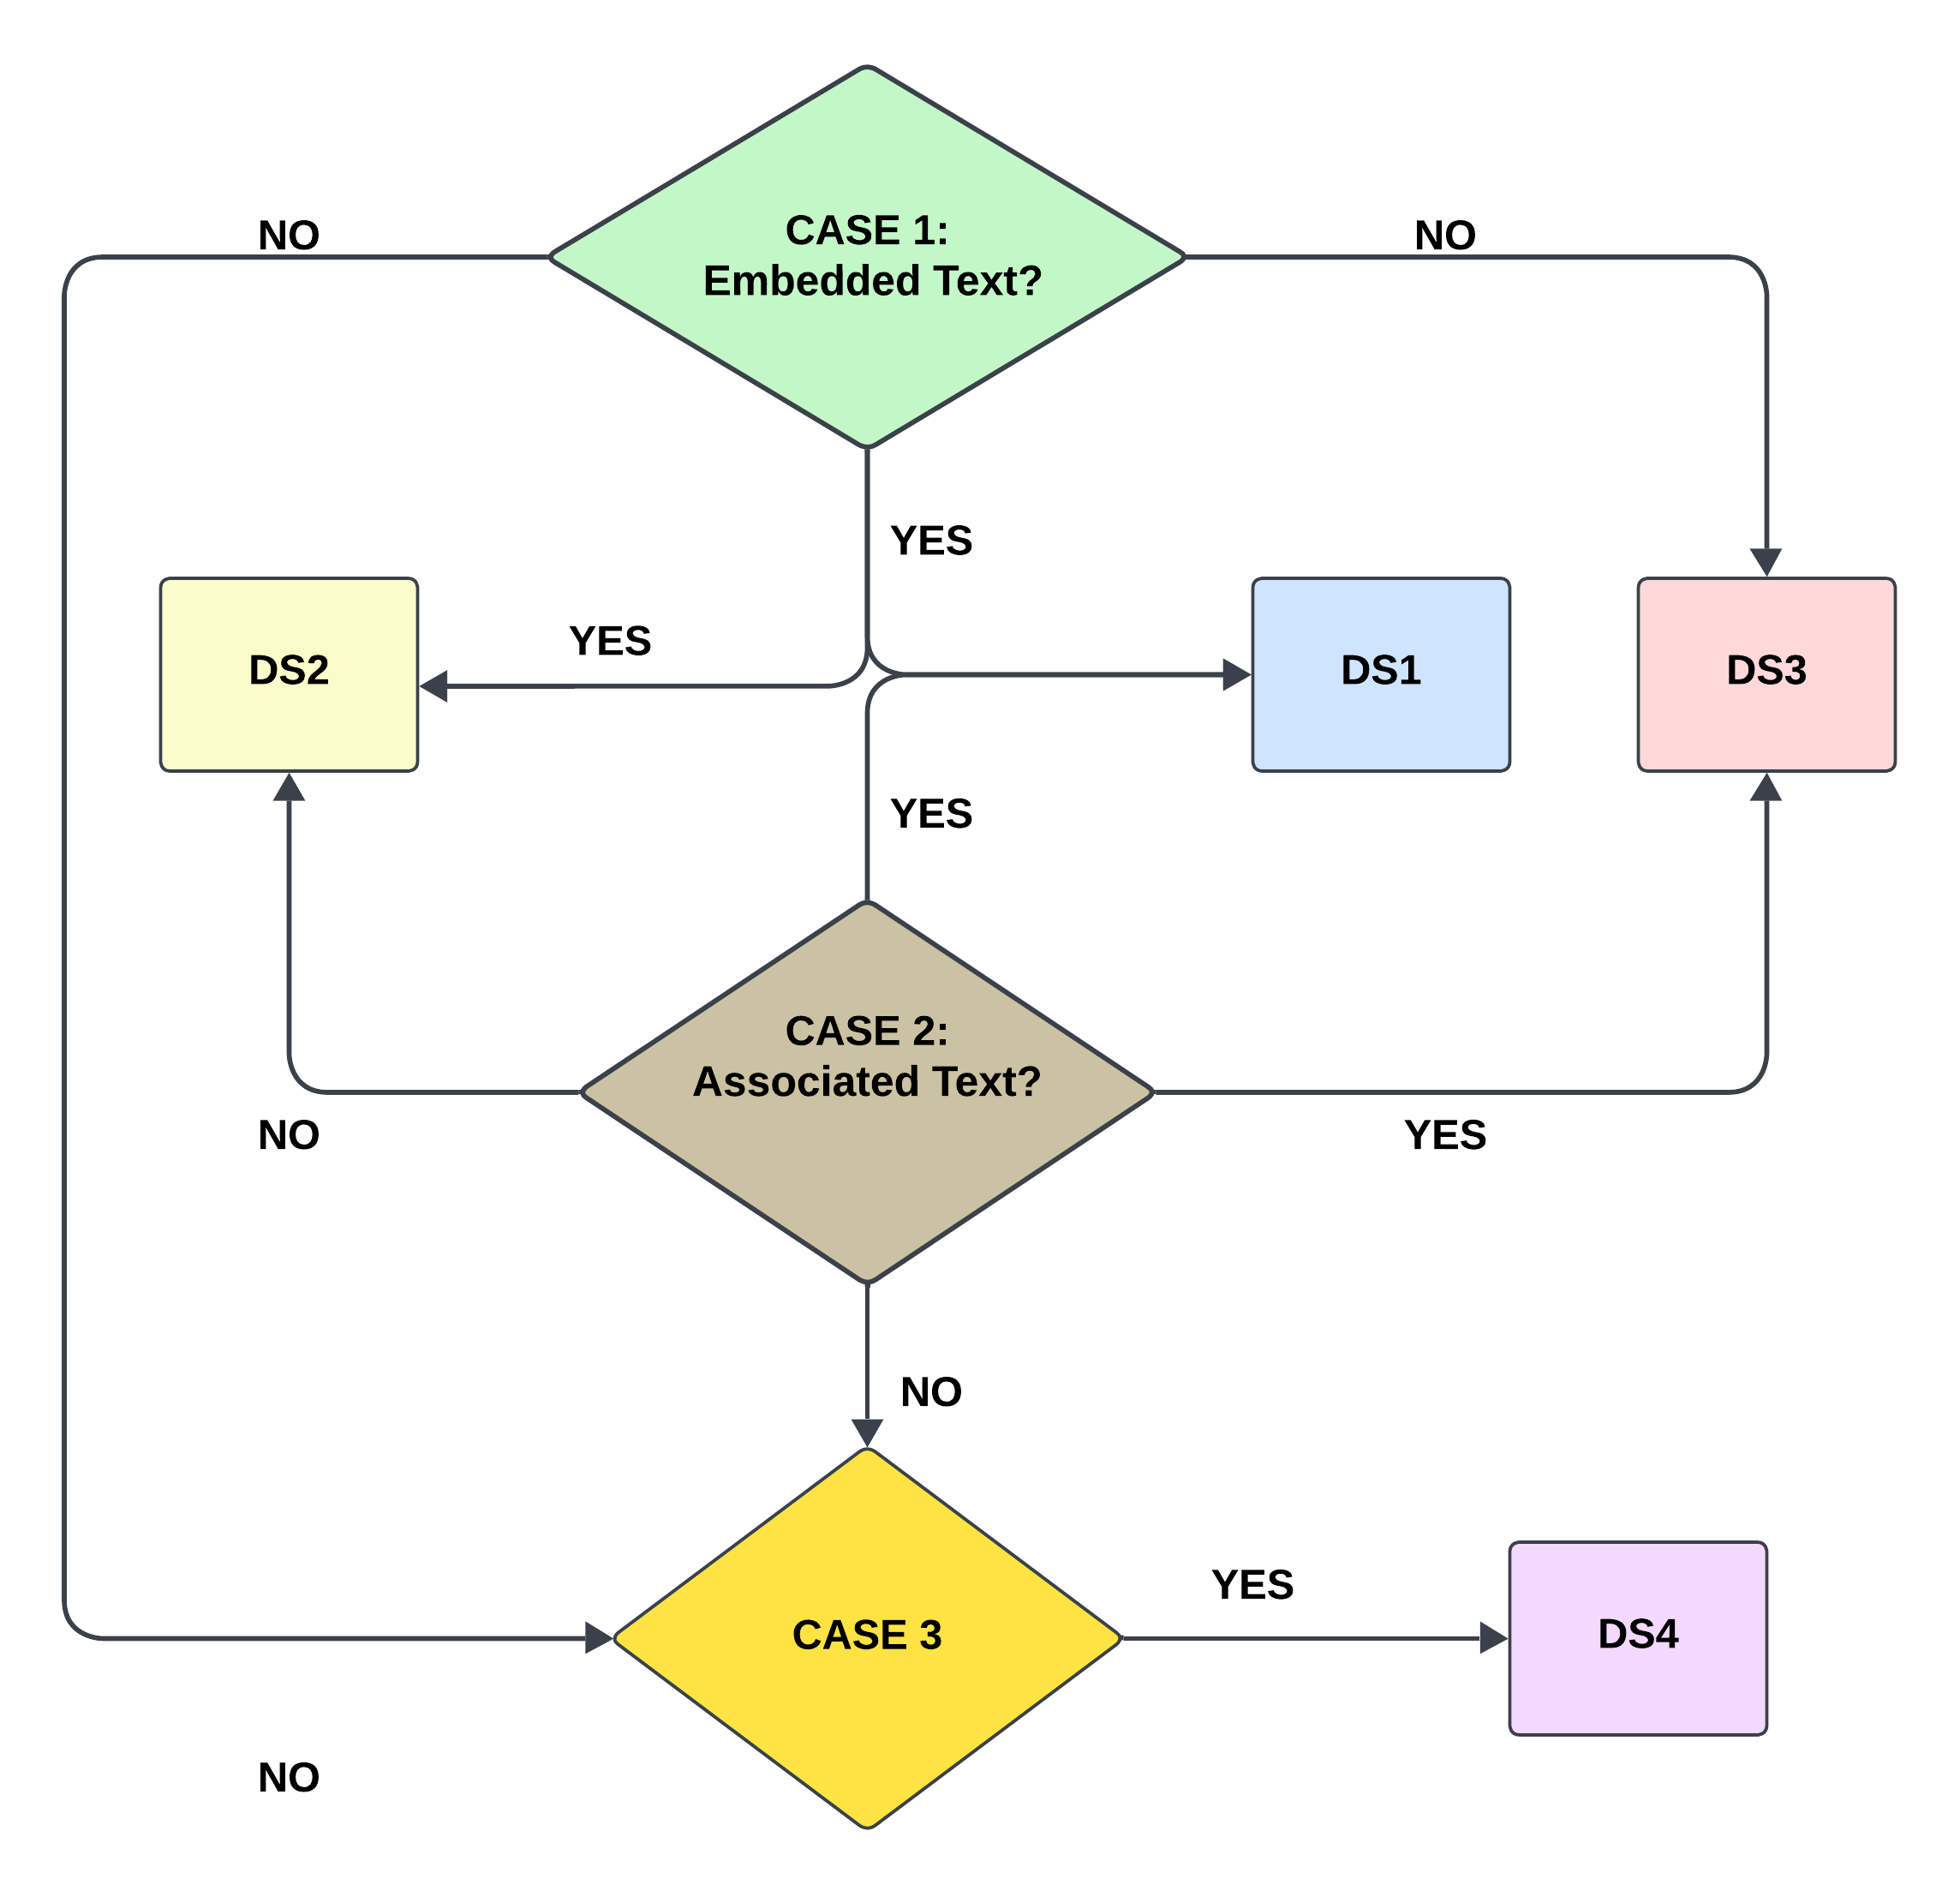 NO
NO
CASE 1:
Embedded Text?
YES
YES
DS2
DS1
DS3
YES
CASE 2:
Associated Text?
NO
YES
NO
YES
CASE 3
DS4
NO